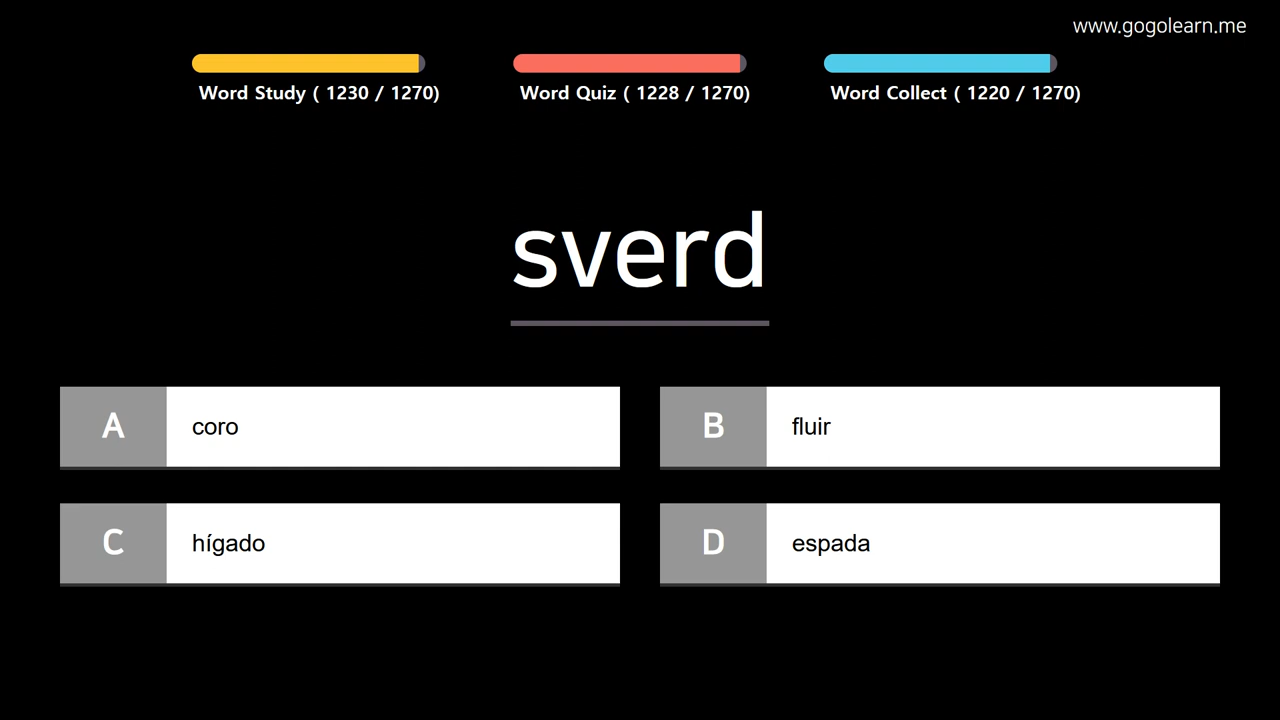 www.gogolearn.me
Word Study ( 1230 / 1270)
Word Quiz ( 1228 / 1270)
Word Collect ( 1220 / 1270)
sverd
A coro
B fluir
C hígado
D espada